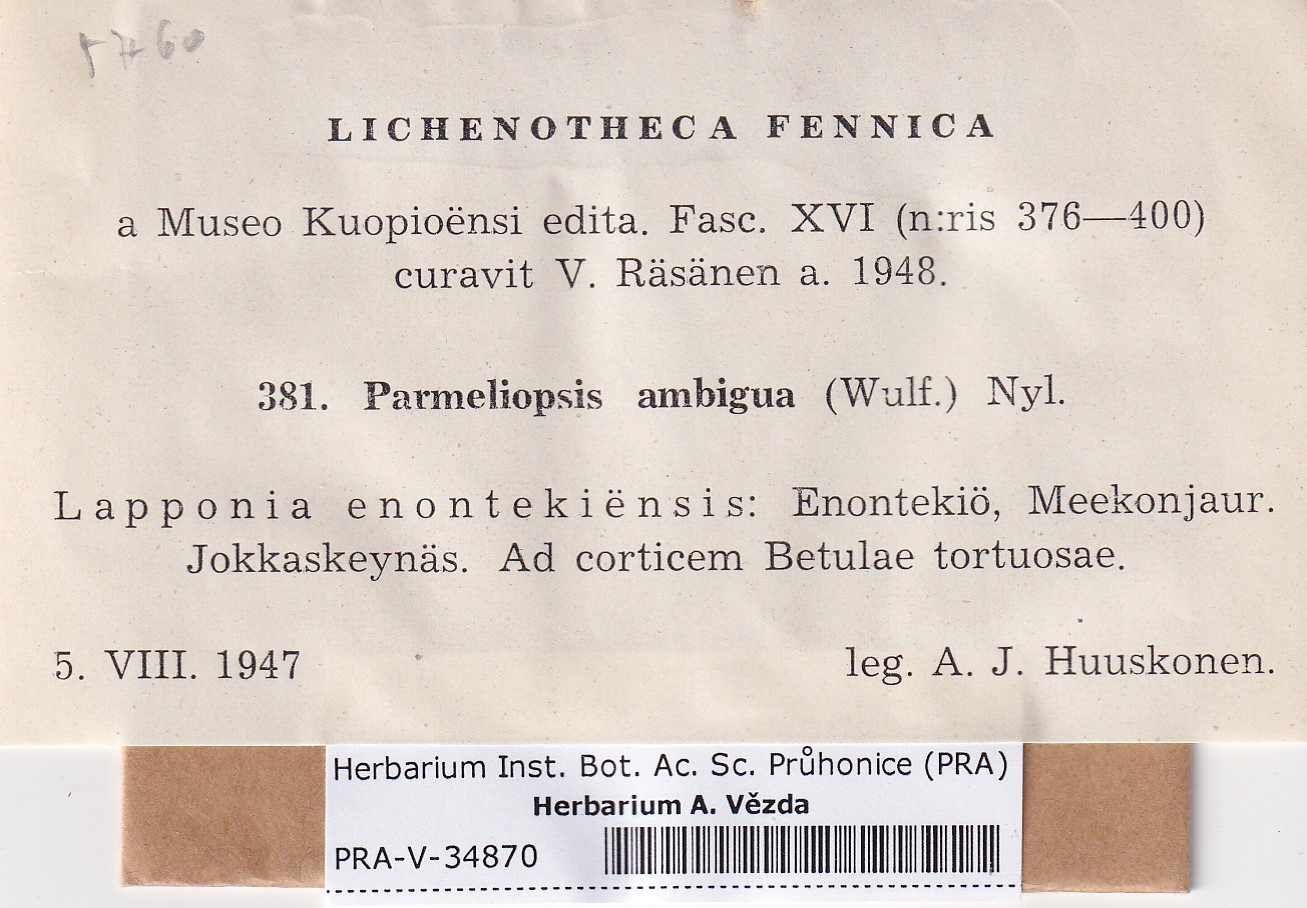 5760
LICHENOTHECA FENNICA
a Museo Kuopioënsi edita. Fasc. XVI (n:ris 376—400)
curavit V. Räsänen a. 1948.
381. Parmeliopsis ambigua (Wulf.) Nyl.
Lapponia enontekiënsis: Enontekiö, Meekonjaur.
Jokkaskeynäs. Ad corticem Betulae tortuosae.
5. VIII. 1947 leg. A. J. Huuskonen.
Herbarium Inst. Bot. Ac. Sc. Průhonice (PRA)
Herbarium A. Vězda
PRA-V-34870